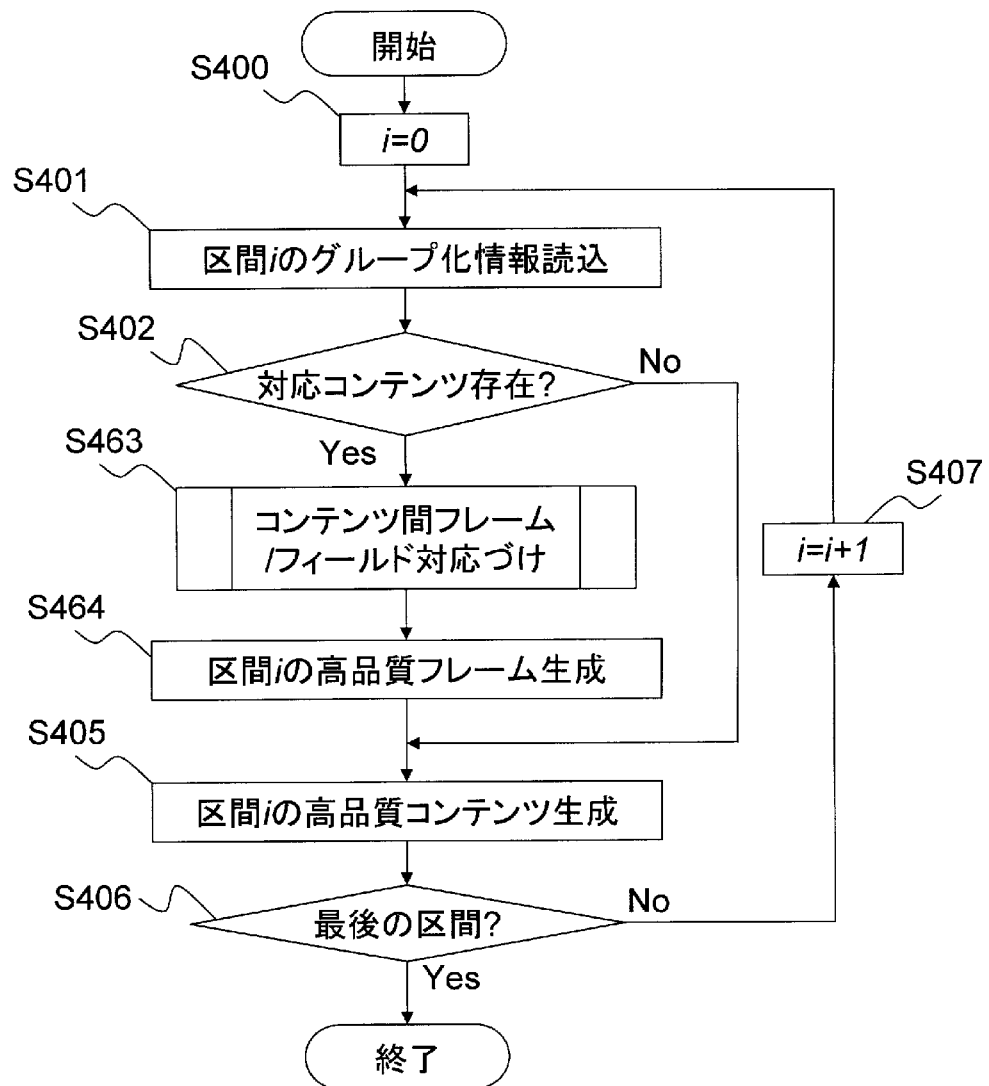 開始
S400
i=0
S401
区間iのグループ化情報読込
S402
対応コンテンツ存在?
No
Yes
S463
コンテンツ間フレーム
/フィールド対応づけ
S407
i=i+1
S464
区間iの高品質フレーム生成
S405
区間iの高品質コンテンツ生成
S406
最後の区間?
No
Yes
終了